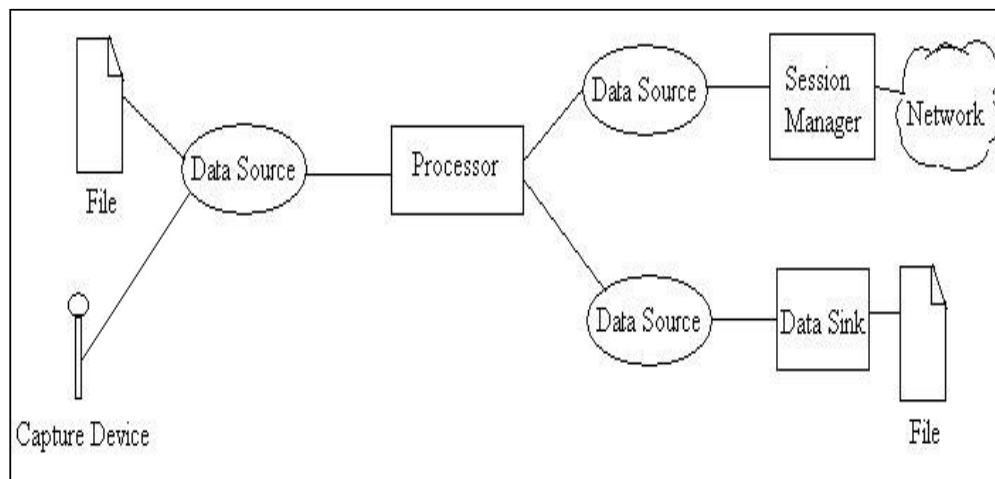 File
Capture Device
Data Source
Processor
Data Source
Session
Manager
Network
Data Source
Data Sink
File